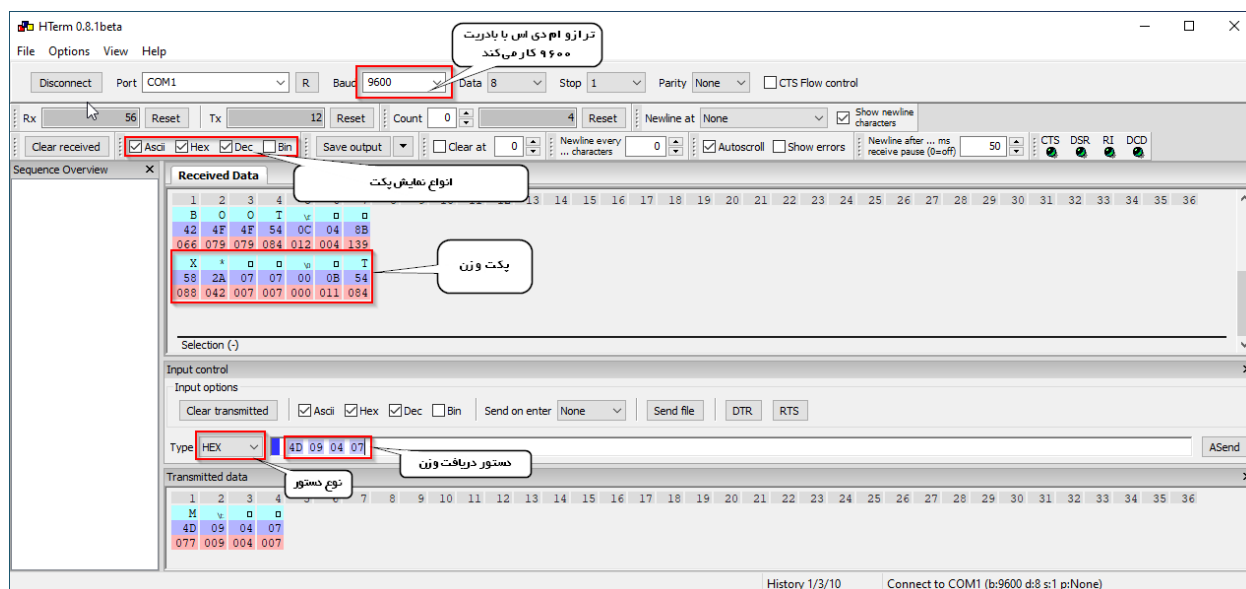 HTerm 0.8.1beta
File Options View Help
ترازو ام دی اس با بادریت
۹۶۰۰ کار می‌کند
Disconnect Port COM1 R Baud 9600 Data 8 Stop 1 Parity None CTS Flow control
Rx 56 Reset Tx 12 Reset Count 0 4 Reset Newline at None Show newline
characters
Clear received Ascii Hex Dec Bin Save output Clear at 0 Newline every
... characters 0 Autoscroll Show errors Newline after ... ms
receive pause (0=off) 50 CTS DSR RI DCD
Sequence Overview X Received Data
انواع نمایش پکت
1 2 3 4 13 14 15 16 17 18 19 20 21 22 23 24 25 26 27 28 29 30 31 32 33 34 35 36
B O O T
42 4F 4F 54 0C 04 8B
066 079 079 084 012 004 139
X * \0 T
58 2A 07 07 00 0B 54
088 042 007 007 000 011 084
پکت وزن
Selection (-)
Input control
Input options
Clear transmitted Ascii Hex Dec Bin Send on enter None Send file DTR RTS
Type HEX 4D 09 04 07 ASend
دستور دریافت وزن
نوع دستور
Transmitted data
1 2 3 4 7 8 9 10 11 12 13 14 15 16 17 18 19 20 21 22 23 24 25 26 27 28 29 30 31 32 33 34 35 36
M
4D 09 04 07
077 009 004 007
History 1/3/10 Connect to COM1 (b:9600 d:8 s:1 p:None)